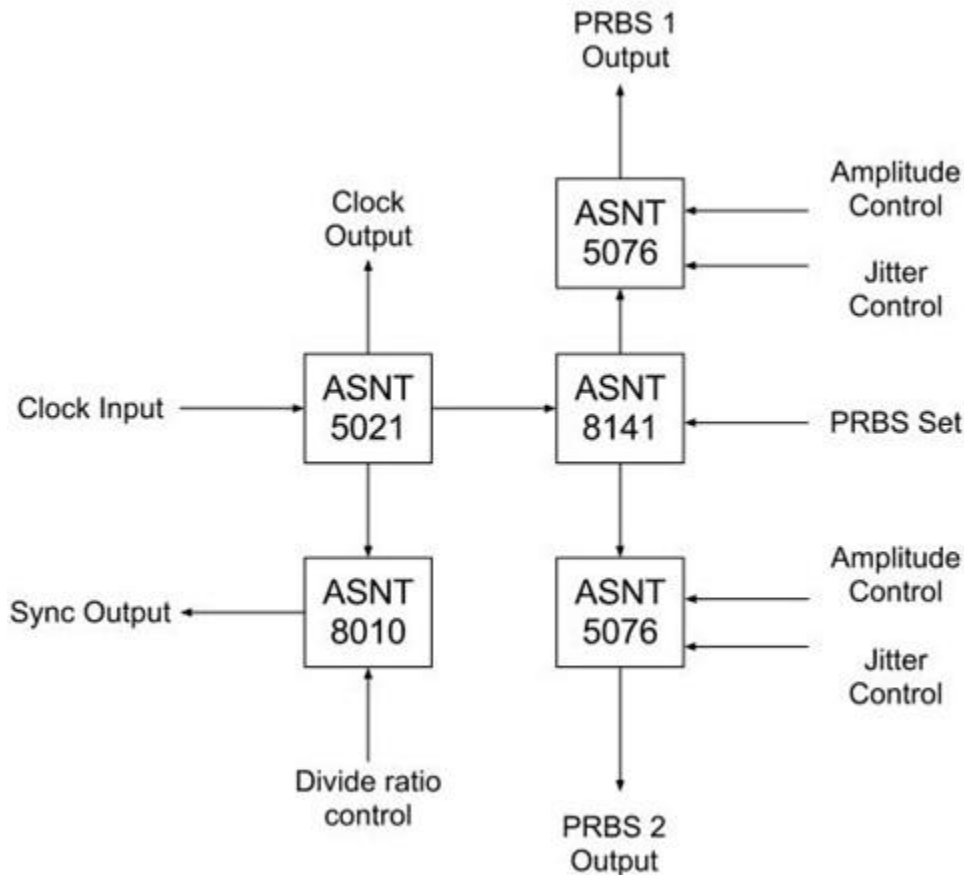 PRBS 1
Output
Amplitude
Control
Clock
Output
ASNT
5076
Jitter
Control
Clock Input
ASNT
5021
ASNT
8141
PRBS Set
Sync Output
ASNT
8010
ASNT
5076
Amplitude
Control
Jitter
Control
Divide ratio
control
PRBS 2
Output